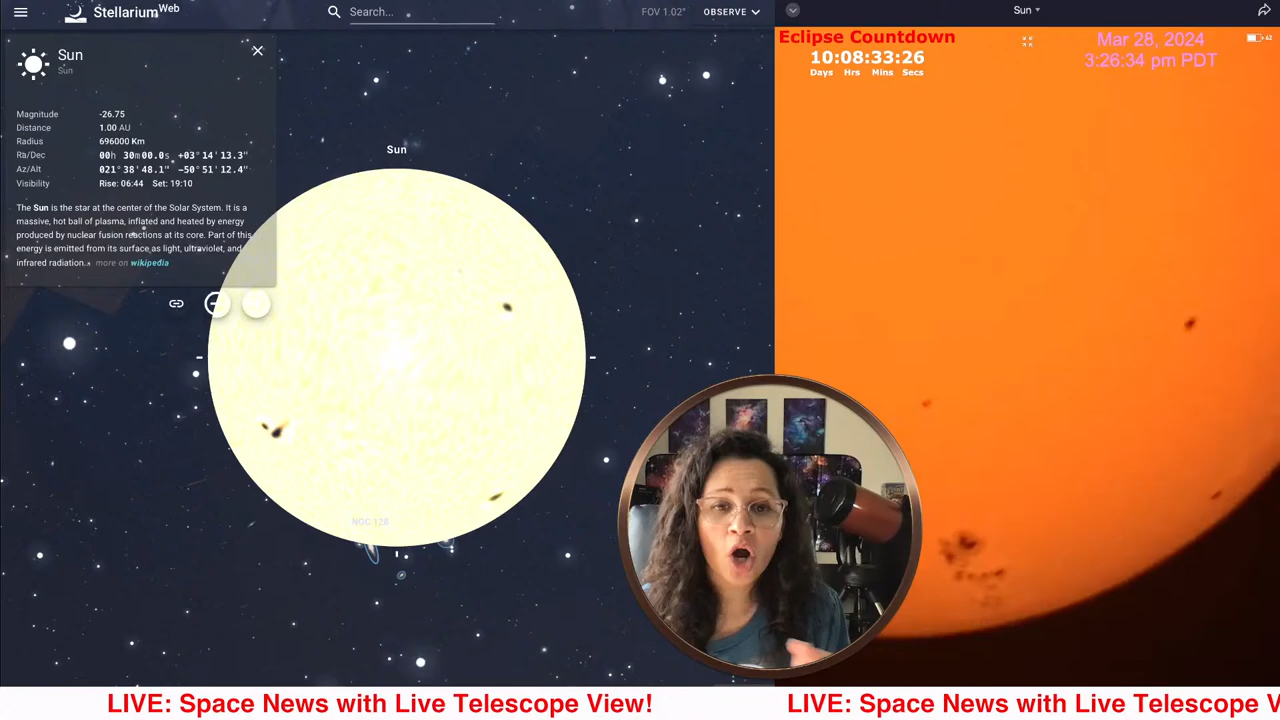 Stellarium Web
Search...
FOV 1.02°
OBSERVE
Sun
Sun
Magnitude -26.75
Distance 1.00 AU
Radius 696000 Km
Ra/Dec 00h 30m00.0s +03°14'13.3"
Az/Alt 021°38'48.1" -50°51'12.4"
Visibility Rise: 06:44 Set: 19:10
The Sun is the star at the center of the Solar System. It is a
massive, hot ball of plasma, inflated and heated by energy
produced by nuclear fusion reactions at its core. Part of this
energy is emitted from its surface as light, ultraviolet, and
infrared radiation... more on wikipedia
Sun
NGC 128
Sun
Eclipse Countdown
10:08:33:26
Days Hrs Mins Secs
Mar 28, 2024
3:26:34 pm PDT
62
LIVE: Space News with Live Telescope View!
LIVE: Space News with Live Telescope V